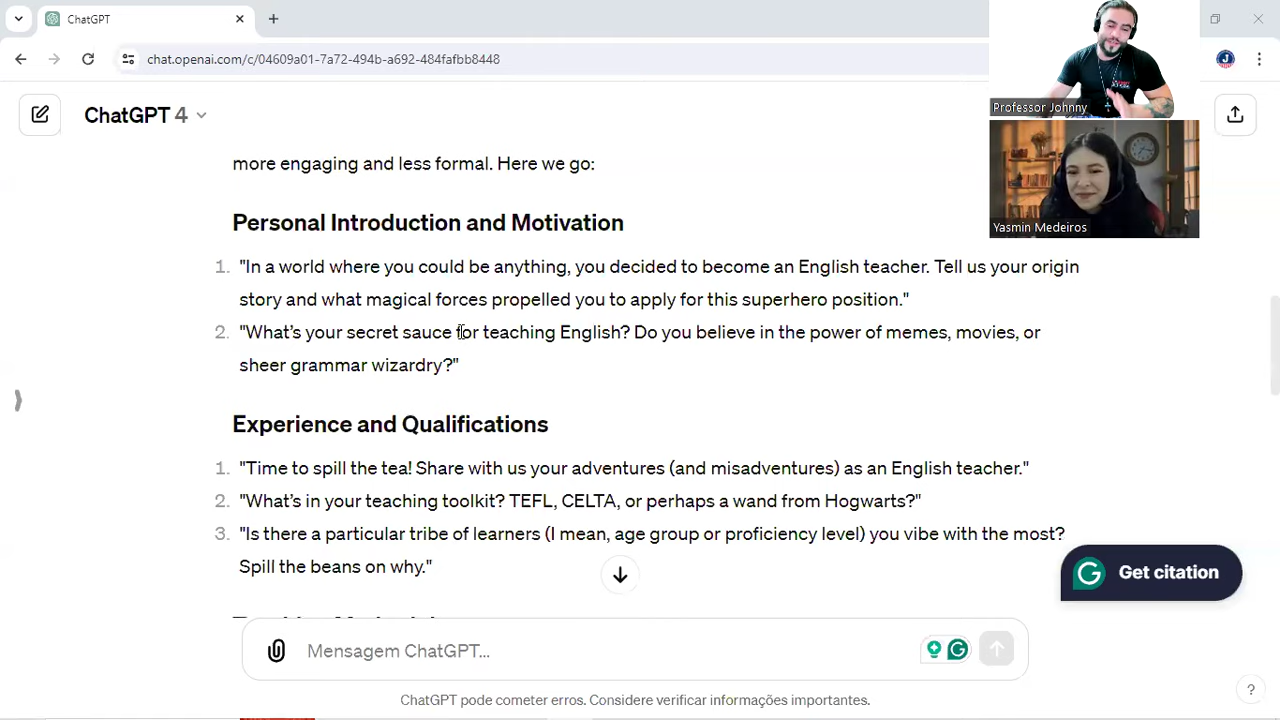 ChatGPT
chat.openai.com/c/04609a01-7a72-494b-a692-484fafbb8448
J
Professor Johnny
ChatGPT 4
more engaging and less formal. Here we go:
Yasmin Medeiros
Personal Introduction and Motivation
1. "In a world where you could be anything, you decided to become an English teacher. Tell us your origin
story and what magical forces propelled you to apply for this superhero position."
2. "What's your secret sauce for teaching English? Do you believe in the power of memes, movies, or
sheer grammar wizardry?"
Experience and Qualifications
1. "Time to spill the tea! Share with us your adventures (and misadventures) as an English teacher."
2. "What's in your teaching toolkit? TEFL, CELTA, or perhaps a wand from Hogwarts?"
3. "Is there a particular tribe of learners (I mean, age group or proficiency level) you vibe with the most?
Spill the beans on why."
Get citation
Mensagem ChatGPT...
ChatGPT pode cometer erros. Considere verificar informações importantes.
?